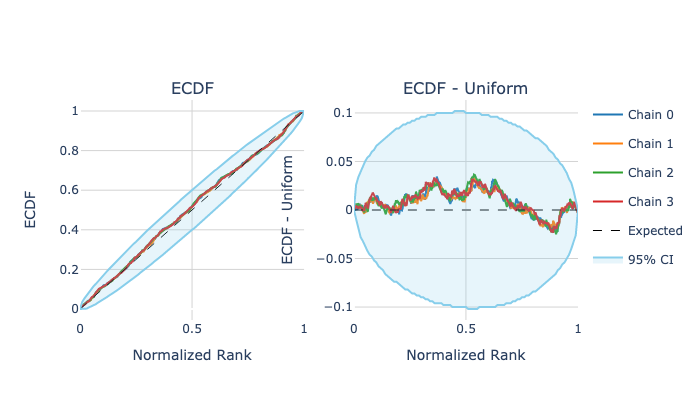 ECDF
ECDF - Uniform
1
0.8
0.6
0.4
0.2
0
0
0.5
1
ECDF
Normalized Rank
0.1
0.05
0
−0.05
−0.1
0
0.5
1
ECDF - Uniform
Normalized Rank
Chain 0
Chain 1
Chain 2
Chain 3
Expected
95% CI